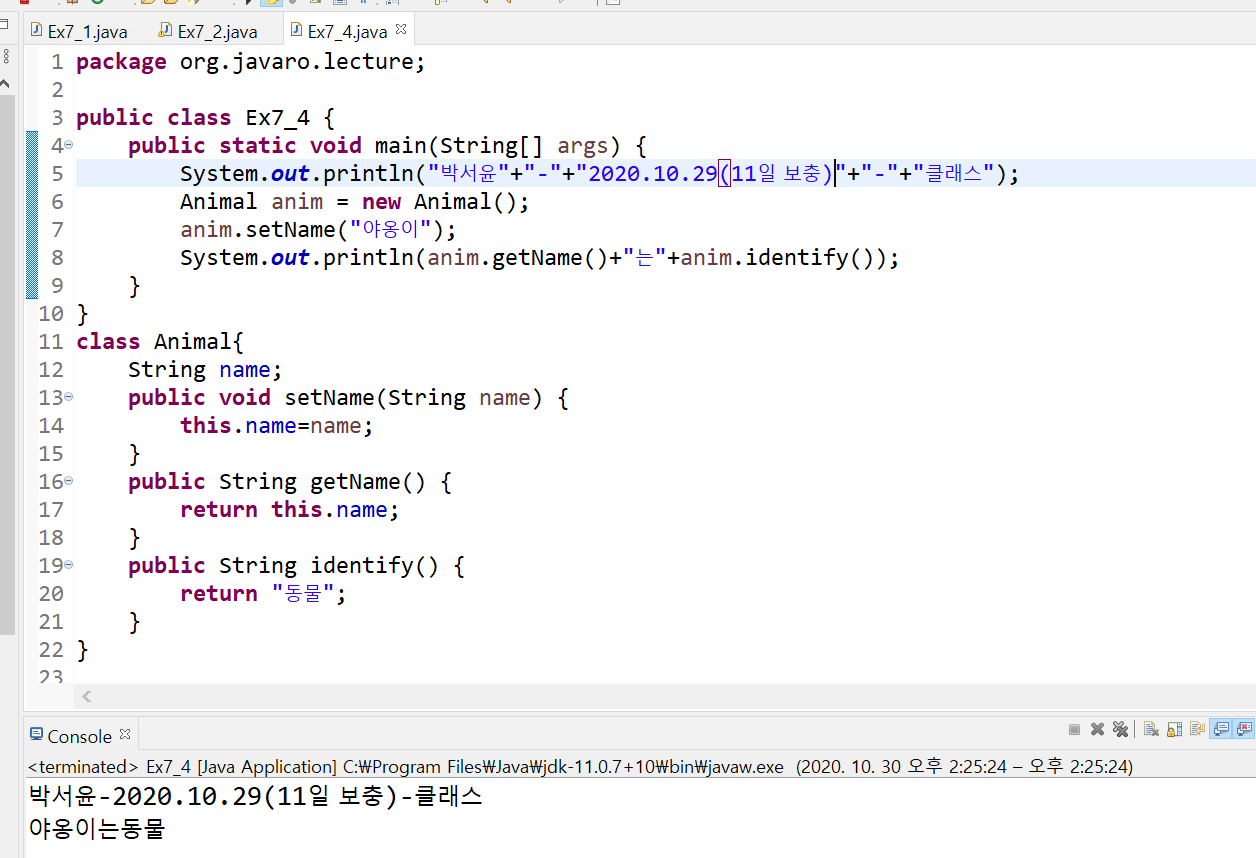 Ex7_1.java Ex7_2.java Ex7_4.java
1 package org.javaro.lecture;
2
3 public class Ex7_4 {
4 public static void main(String[] args) {
5 System.out.println("박서윤"+"-"+"2020.10.29(11일 보충)"+"-"+"클래스");
6 Animal anim = new Animal();
7 anim.setName("야옹이");
8 System.out.println(anim.getName()+"는"+anim.identify());
9 }
10 }
11 class Animal{
12 String name;
13 public void setName(String name) {
14 this.name=name;
15 }
16 public String getName() {
17 return this.name;
18 }
19 public String identify() {
20 return "동물";
21 }
22 }
23
Console
<terminated> Ex7_4 [Java Application] C:₩Program Files₩Java₩jdk-11.0.7+10₩bin₩javaw.exe (2020. 10. 30 오후 2:25:24 – 오후 2:25:24)
박서윤-2020.10.29(11일 보충)-클래스
야옹이는동물